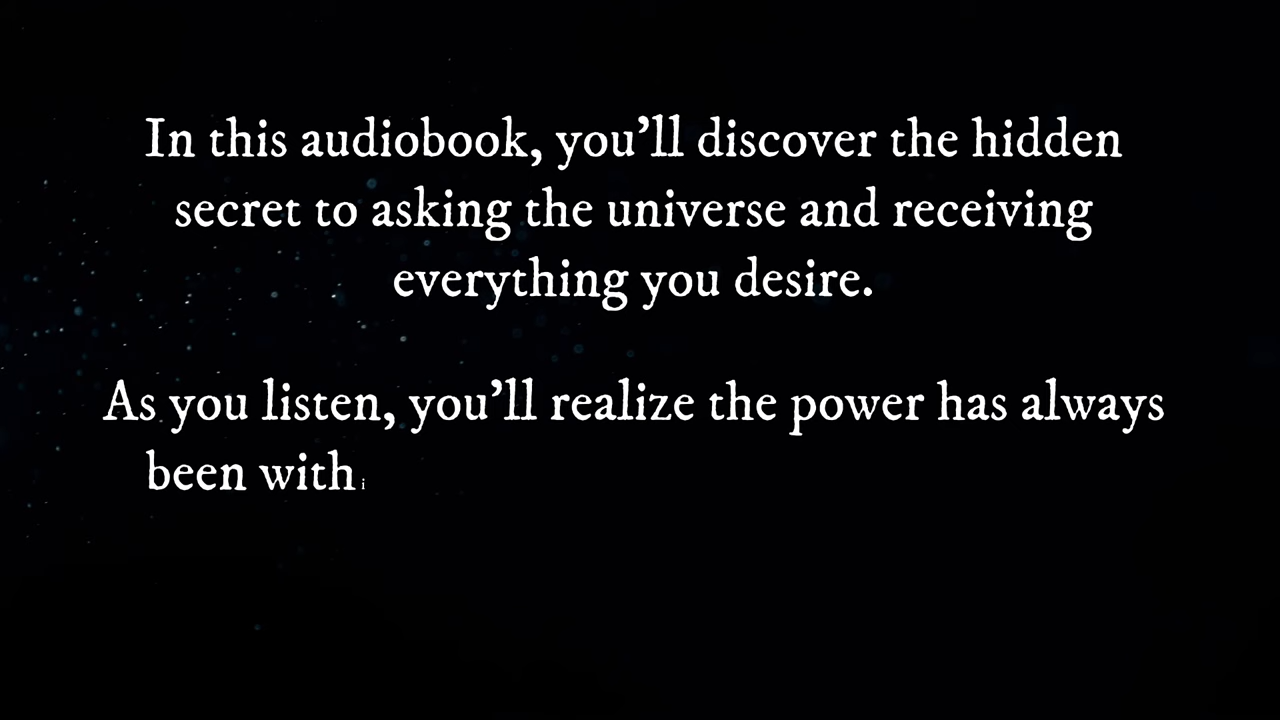 In this audiobook, you’ll discover the hidden
secret to asking the universe and receiving
everything you desire.
As you listen, you’ll realize the power has always
been withi